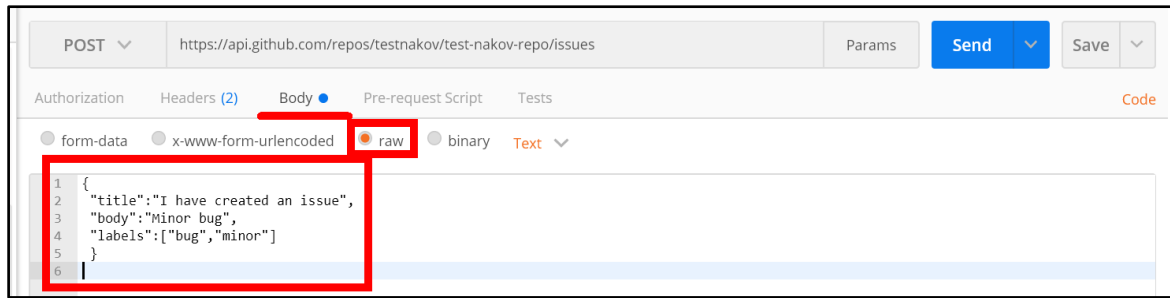 POST https://api.github.com/repos/testnakov/test-nakov-repo/issues Params Send Save
Authorization Headers (2) Body Pre-request Script Tests Code
form-data x-www-form-urlencoded raw binary Text
1 {
2 "title":"I have created an issue",
3 "body":"Minor bug",
4 "labels":["bug","minor"]
5 }
6